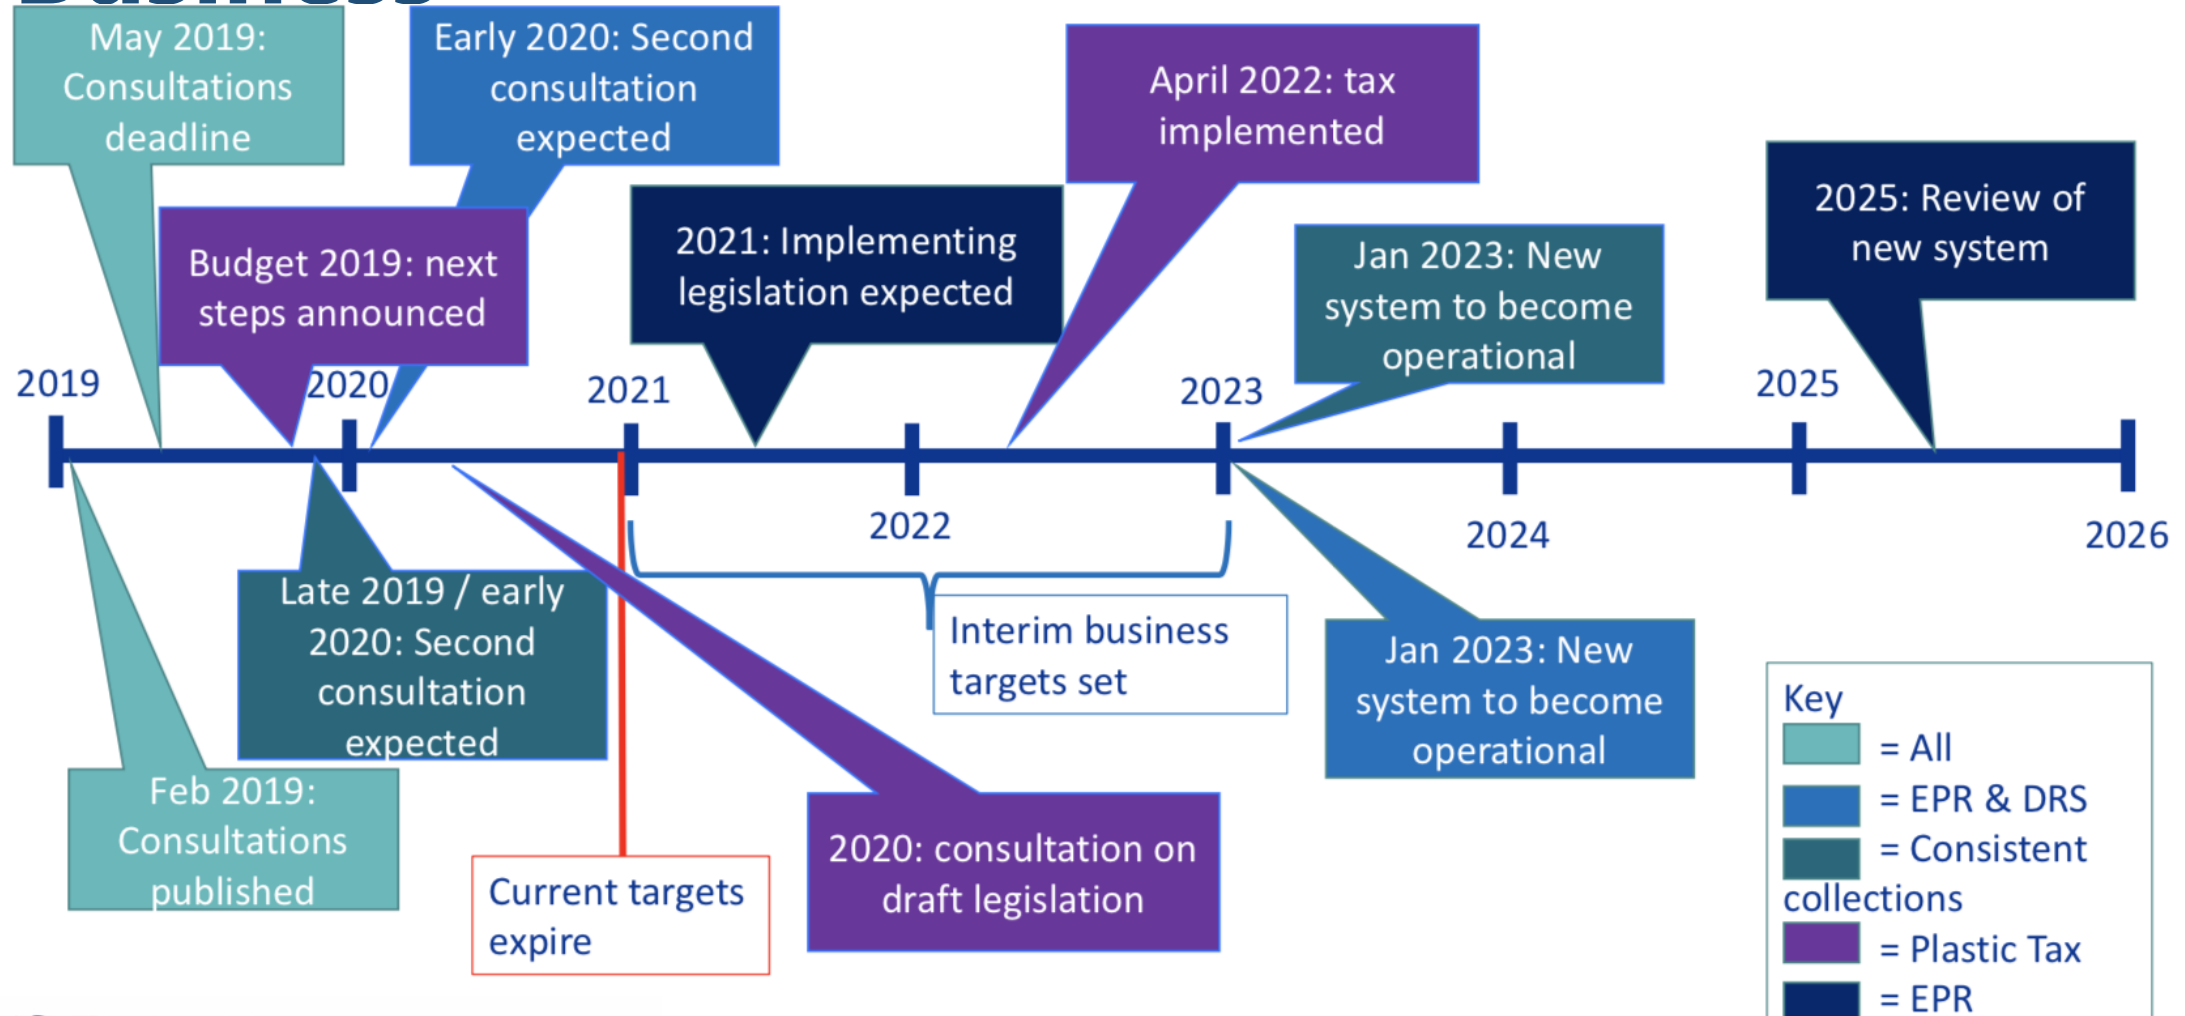 May 2019:
Consultations
deadline
Early 2020: Second
consultation
expected
April 2022: tax
implemented
2025: Review of
new system
Budget 2019: next
steps announced
2021: Implementing
legislation expected
Jan 2023: New
system to become
operational
2019
2020
2021
2023
2025
2022
2024
2026
Late 2019 / early
2020: Second
consultation
expected
Interim business
targets set
Jan 2023: New
system to become
operational
Feb 2019:
Consultations
published
Current targets
expire
2020: consultation on
draft legislation
Key
= All
= EPR & DRS
= Consistent
collections
= Plastic Tax
= EPR